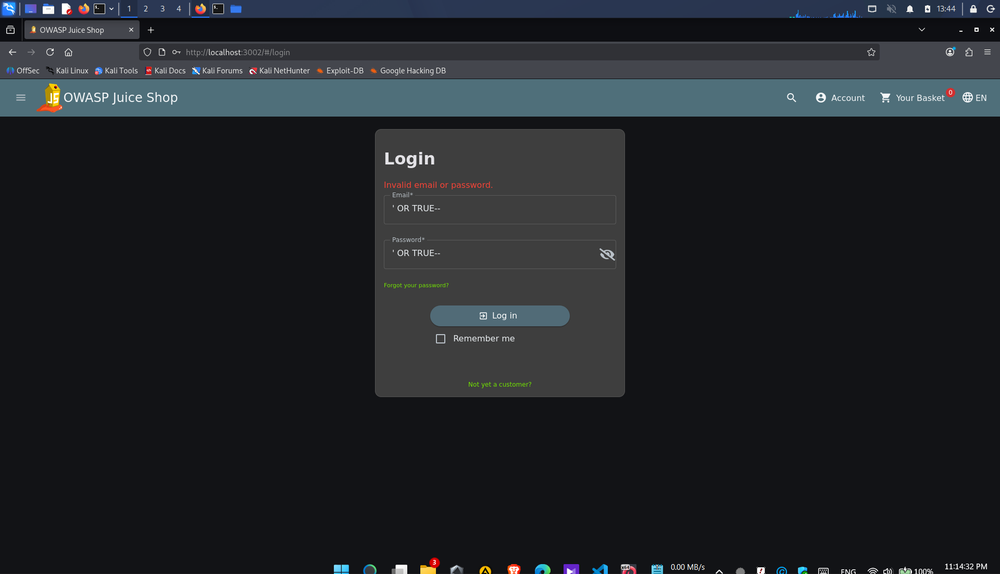 1 2 3 4 13:44
OWASP Juice Shop
http://localhost:3002/#/login
OffSec Kali Linux Kali Tools Kali Docs Kali Forums Kali NetHunter Exploit-DB Google Hacking DB
OWASP Juice Shop Account Your Basket 0 EN
Login
Invalid email or password.
Email*
' OR TRUE--
Password*
' OR TRUE--
Forgot your password?
Log in
Remember me
Not yet a customer?
3 0.00 MB/s ENG 100% 11:14:32 PM